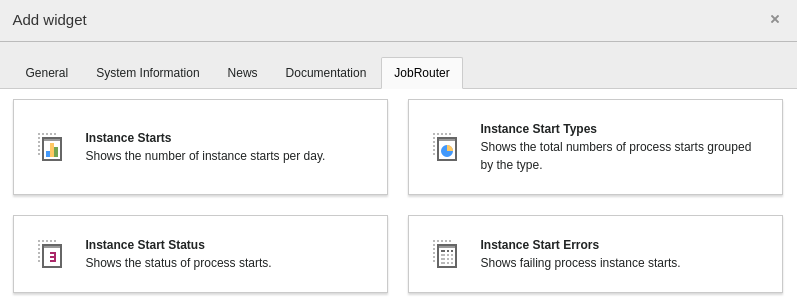 Add widget ×
General System Information News Documentation JobRouter
Instance Starts
Shows the number of instance starts per day.
Instance Start Types
Shows the total numbers of process starts grouped
by the type.
Instance Start Status
Shows the status of process starts.
Instance Start Errors
Shows failing process instance starts.